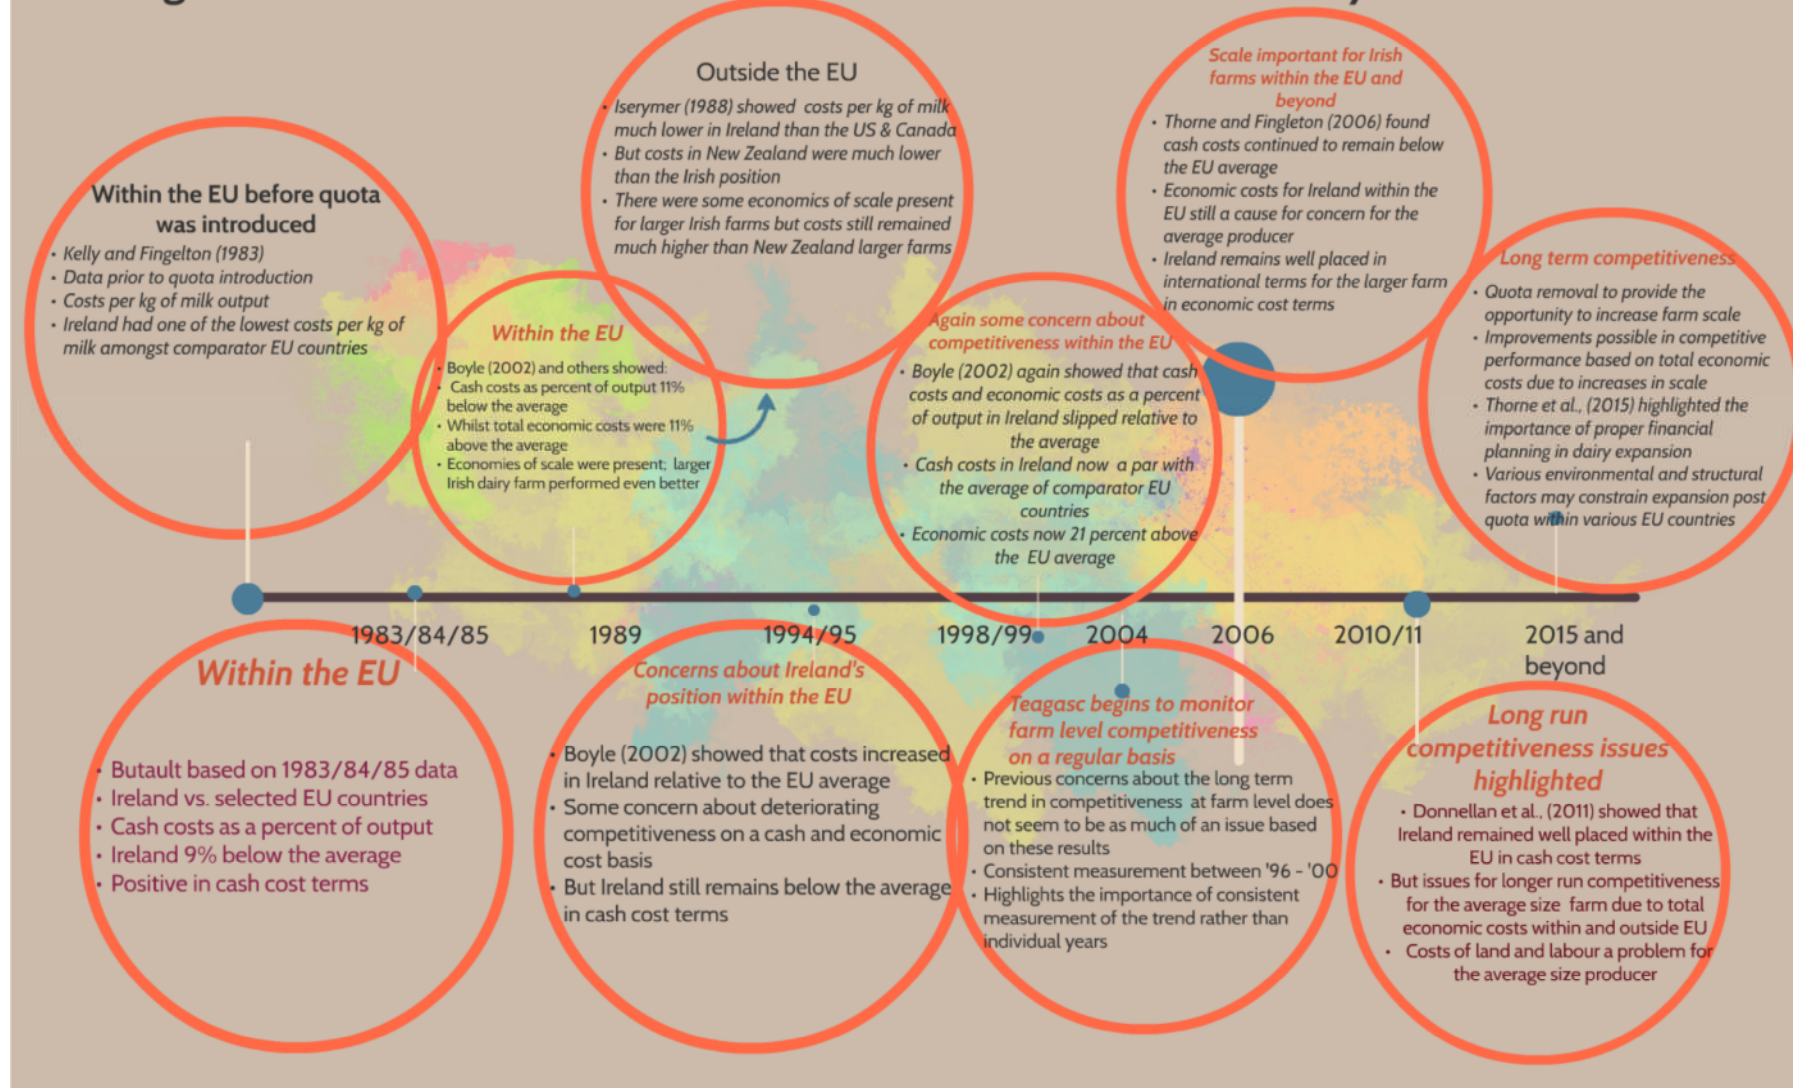 Within the EU before quota
was introduced
• Kelly and Fingelton (1983)
• Data prior to quota introduction
• Costs per kg of milk output
• Ireland had one of the lowest costs per kg of
milk amongst comparator EU countries
Within the EU
• Boyle (2002) and others showed:
• Cash costs as percent of output 11%
below the average
• Whilst total economic costs were 11%
above the average
• Economies of scale were present; larger
Irish dairy farm performed even better
Outside the EU
• Iserymer (1988) showed costs per kg of milk
much lower in Ireland than the US & Canada
• But costs in New Zealand were much lower
than the Irish position
• There were some economics of scale present
for larger Irish farms but costs still remained
much higher than New Zealand larger farms
Again some concern about
competitiveness within the EU
• Boyle (2002) again showed that cash
costs and economic costs as a percent
of output in Ireland slipped relative to
the average
• Cash costs in Ireland now a par with
the average of comparator EU
countries
• Economic costs now 21 percent above
the EU average
Scale important for Irish
farms within the EU and
beyond
• Thorne and Fingleton (2006) found
cash costs continued to remain below
the EU average
• Economic costs for Ireland within the
EU still a cause for concern for the
average producer
• Ireland remains well placed in
international terms for the larger farm
in economic cost terms
Long term competitiveness
• Quota removal to provide the
opportunity to increase farm scale
• Improvements possible in competitive
performance based on total economic
costs due to increases in scale
• Thorne et al., (2015) highlighted the
importance of proper financial
planning in dairy expansion
• Various environmental and structural
factors may constrain expansion post
quota within various EU countries
1983/84/85
1989
1994/95
1998/99
2004
2006
2010/11
2015 and
beyond
Within the EU
• Butault based on 1983/84/85 data
• Ireland vs. selected EU countries
• Cash costs as a percent of output
• Ireland 9% below the average
• Positive in cash cost terms
Concerns about Ireland's
position within the EU
• Boyle (2002) showed that costs increased
in Ireland relative to the EU average
• Some concern about deteriorating
competitiveness on a cash and economic
cost basis
• But Ireland still remains below the average
in cash cost terms
Teagasc begins to monitor
farm level competitiveness
on a regular basis
• Previous concerns about the long term
trend in competitiveness at farm level does
not seem to be as much of an issue based
on these results
• Consistent measurement between '96 - '00
• Highlights the importance of consistent
measurement of the trend rather than
individual years
Long run
competitiveness issues
highlighted
• Donnellan et al., (2011) showed that
Ireland remained well placed within the
EU in cash cost terms
• But issues for longer run competitiveness
for the average size farm due to total
economic costs within and outside EU
• Costs of land and labour a problem for
the average size producer